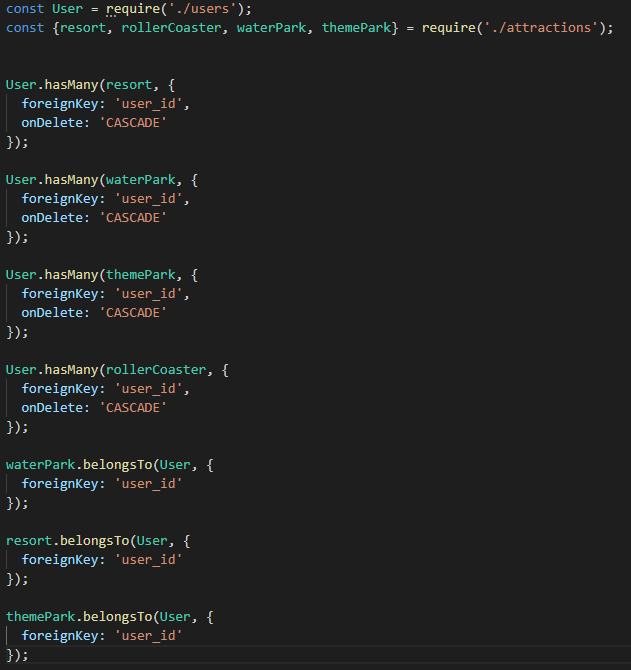 const User = require('./users');
const {resort, rollerCoaster, waterPark, themePark} = require('./attractions');
User.hasMany(resort, {
  foreignKey: 'user_id',
  onDelete: 'CASCADE'
});
User.hasMany(waterPark, {
  foreignKey: 'user_id',
  onDelete: 'CASCADE'
});
User.hasMany(themePark, {
  foreignKey: 'user_id',
  onDelete: 'CASCADE'
});
User.hasMany(rollerCoaster, {
  foreignKey: 'user_id',
  onDelete: 'CASCADE'
});
waterPark.belongsTo(User, {
  foreignKey: 'user_id'
});
resort.belongsTo(User, {
  foreignKey: 'user_id'
});
themePark.belongsTo(User, {
  foreignKey: 'user_id'
});